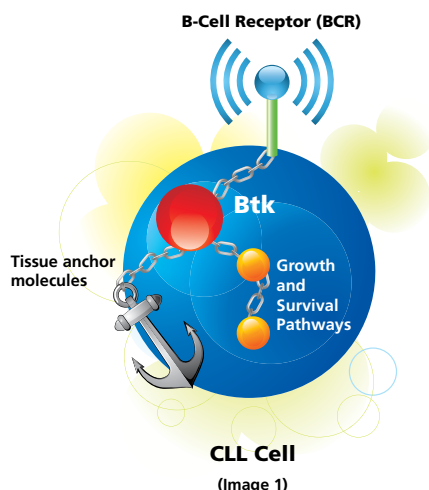 B-Cell Receptor (BCR)
Btk
Tissue anchor
molecules
Growth
and
Survival
Pathways
CLL Cell
(Image 1)